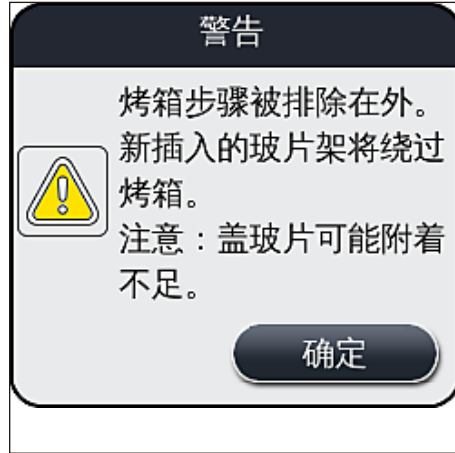 警告
烤箱步骤被排除在外。
新插入的玻片架将绕过
烤箱。
注意：盖玻片可能附着
不足。
确定